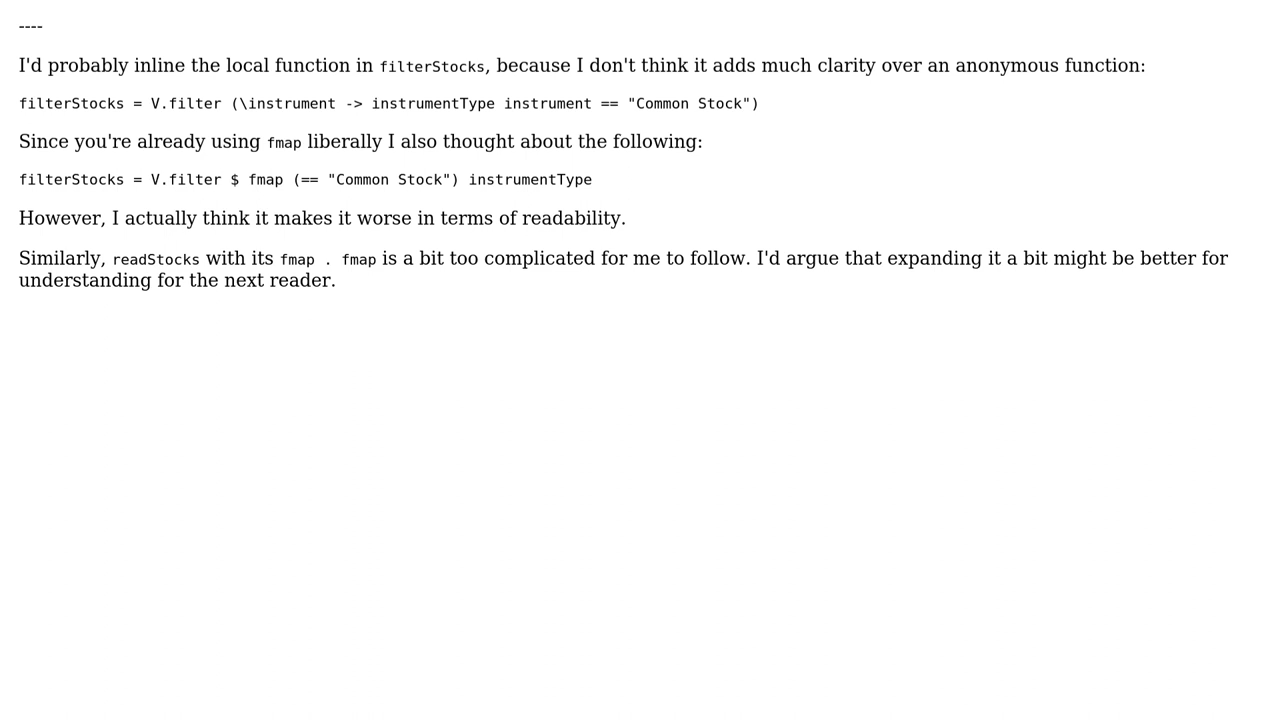 ----
I'd probably inline the local function in filterStocks, because I don't think it adds much clarity over an anonymous function:
filterStocks = V.filter (\instrument -> instrumentType instrument == "Common Stock")
Since you're already using fmap liberally I also thought about the following:
filterStocks = V.filter $ fmap (== "Common Stock") instrumentType
However, I actually think it makes it worse in terms of readability.
Similarly, readStocks with its fmap . fmap is a bit too complicated for me to follow. I'd argue that expanding it a bit might be better for
understanding for the next reader.